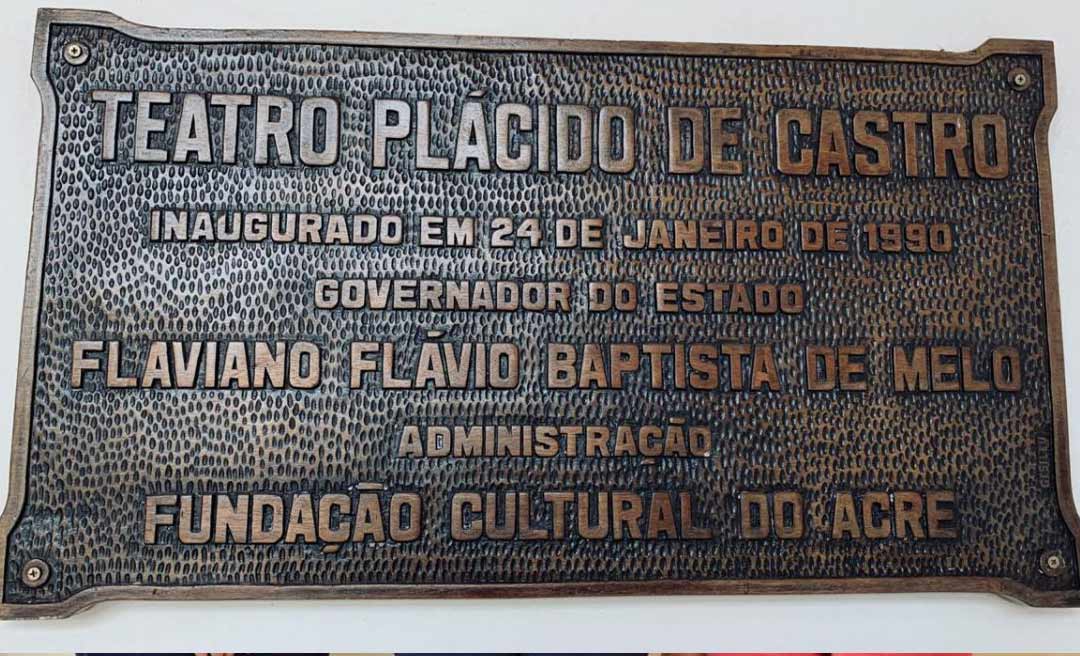 TEATRO PLÁCIDO DE CASTRO
INAUGURADO EM 24 DE JANEIRO DE 1990
GOVERNADOR DO ESTADO
FLAVIANO FLÁVIO BAPTISTA DE MELO
ADMINISTRAÇÃO
FUNDAÇÃO CULTURAL DO ACRE